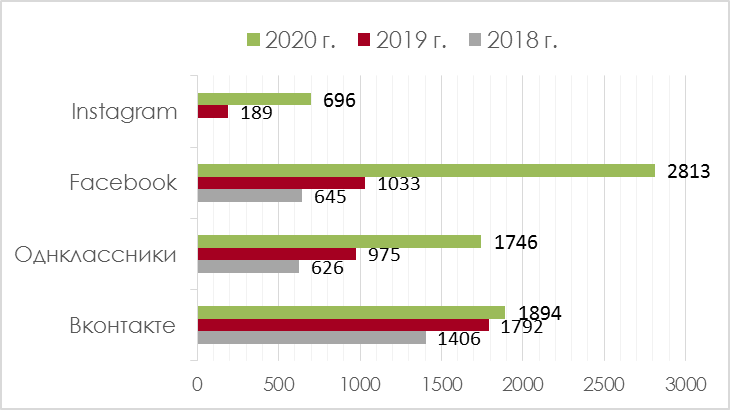 2020 г. 2019 г. 2018 г.
Instagram 696
189
Facebook 2813
1033
645
Однклассники 1746
975
626
Вконтакте 1894
1792
1406
0 500 1000 1500 2000 2500 3000